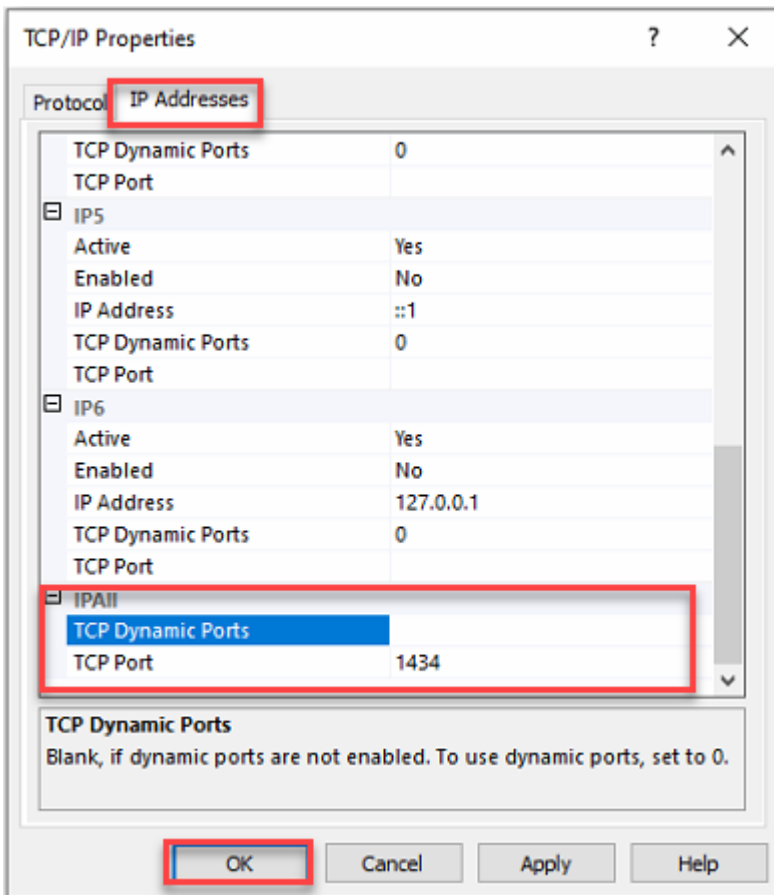 TCP/IP Properties ? ×
Protocol IP Addresses
TCP Dynamic Ports 0
TCP Port
IP5
Active Yes
Enabled No
IP Address ::1
TCP Dynamic Ports 0
TCP Port
IP6
Active Yes
Enabled No
IP Address 127.0.0.1
TCP Dynamic Ports 0
TCP Port
IPAll
TCP Dynamic Ports
TCP Port 1434
TCP Dynamic Ports
Blank, if dynamic ports are not enabled. To use dynamic ports, set to 0.
OK Cancel Apply Help